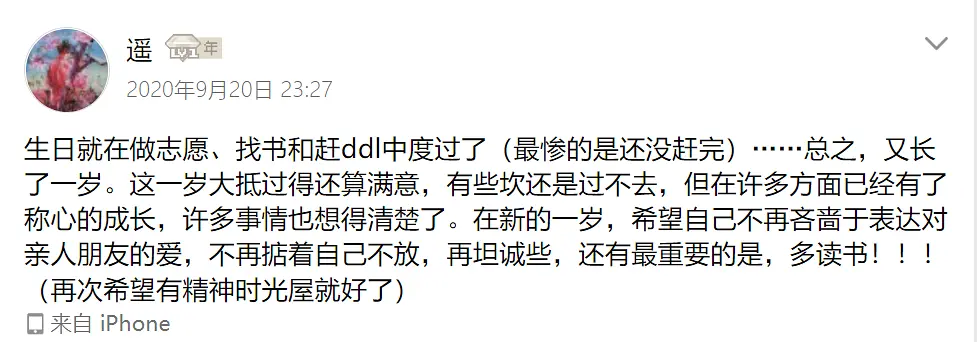 遥 LV1 年
2020年9月20日 23:27
生日就在做志愿、找书和赶ddl中度过了（最惨的是还没赶完）……总之，又长
了一岁。这一岁大抵过得还算满意，有些坎还是过不去，但在许多方面已经有了
称心的成长，许多事情也想得清楚了。在新的一岁，希望自己不再吝啬于表达对
亲人朋友的爱，不再掂着自己不放，再坦诚些，还有最重要的是，多读书！！！
（再次希望有精神时光屋就好了）
来自 iPhone